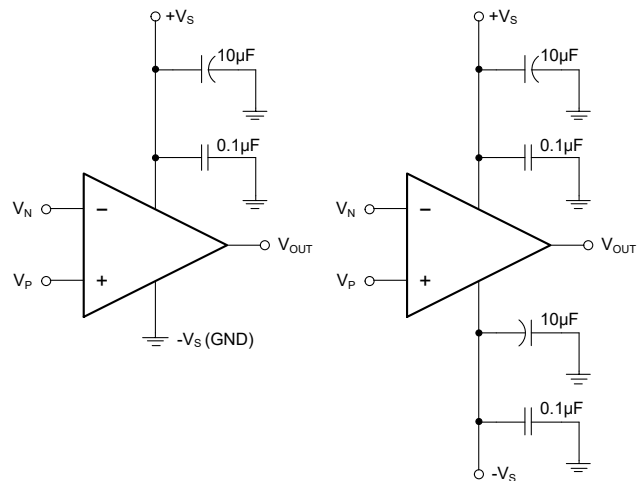 +VS
10µF
0.1µF
VN
−
VP
+
VOUT
-VS (GND)
+VS
10µF
0.1µF
VN
−
VP
+
VOUT
10µF
0.1µF
-VS